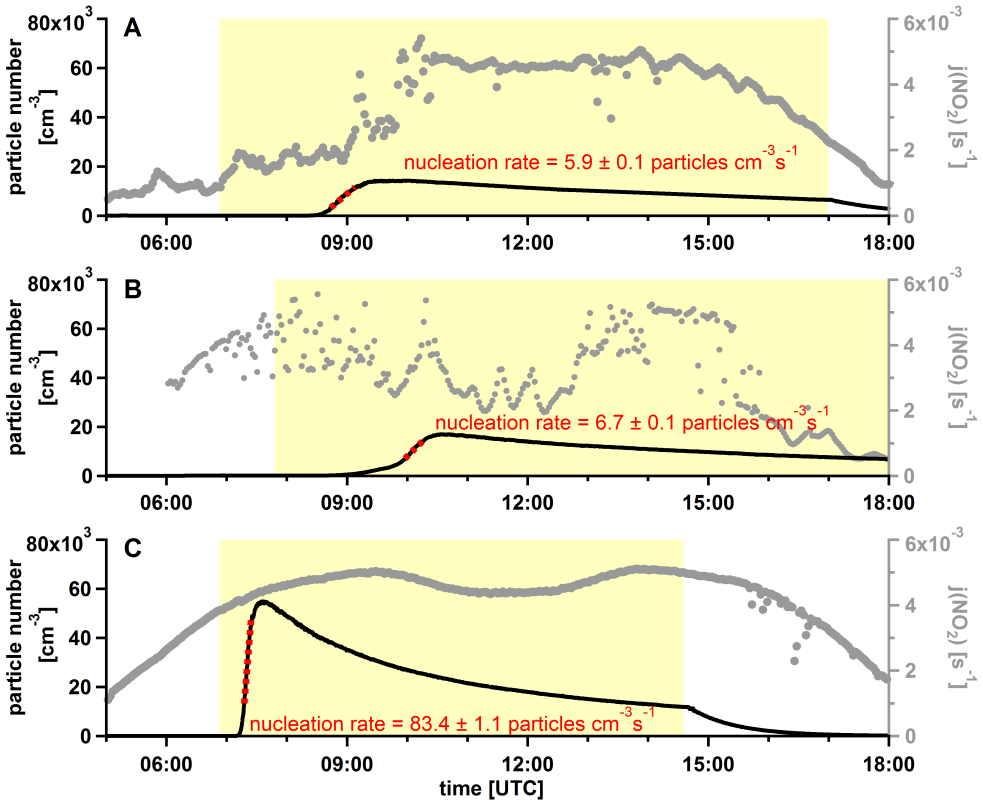 A
80x10³
60
40
20
0
particle number
[cm⁻³]
6x10⁻³
4
2
0
j(NO₂) [s⁻¹]
nucleation rate = 5.9 ± 0.1 particles cm⁻³s⁻¹
06:00 09:00 12:00 15:00 18:00
B
80x10³
60
40
20
0
particle number
[cm⁻³]
6x10⁻³
4
2
0
j(NO₂) [s⁻¹]
nucleation rate = 6.7 ± 0.1 particles cm⁻³s⁻¹
06:00 09:00 12:00 15:00 18:00
C
80x10³
60
40
20
0
particle number
[cm⁻³]
6x10⁻³
4
2
0
j(NO₂) [s⁻¹]
nucleation rate = 83.4 ± 1.1 particles cm⁻³s⁻¹
06:00 09:00 12:00 15:00 18:00
time [UTC]